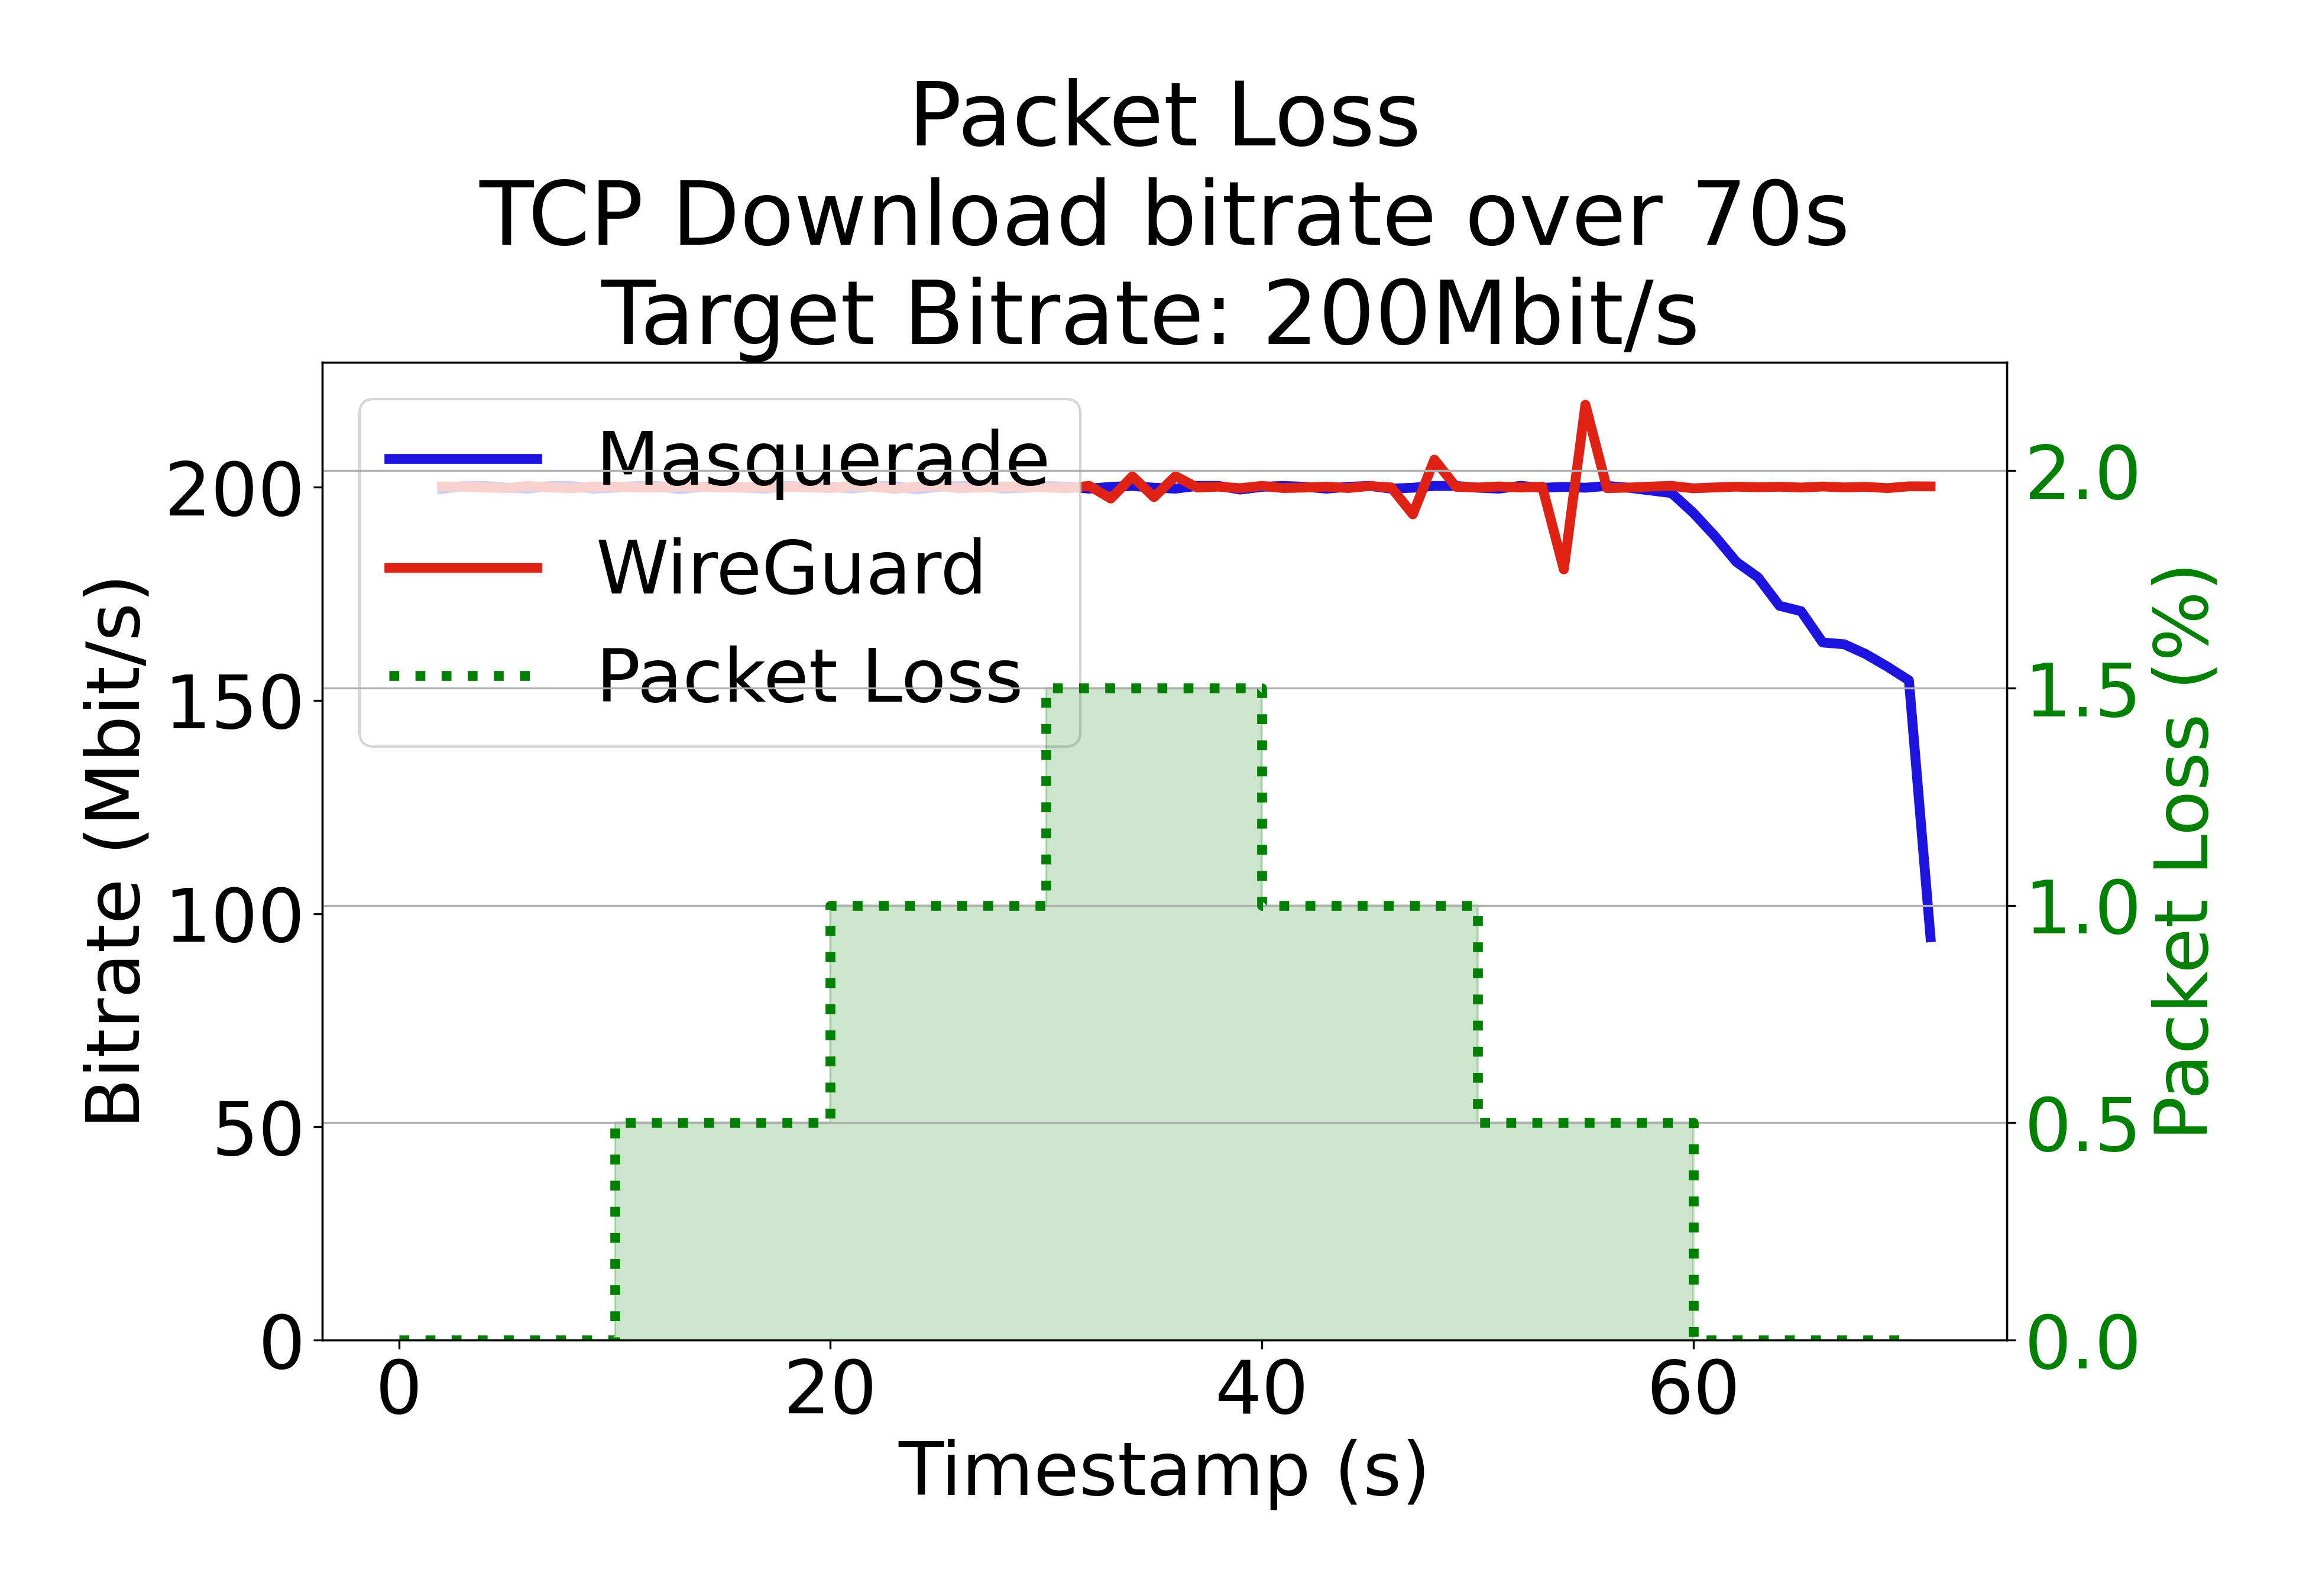 Packet Loss
TCP Download bitrate over 70s
Target Bitrate: 200Mbit/s
Masquerade
WireGuard
Packet Loss
Bitrate (Mbit/s)
200
150
100
50
0
2.0
1.5
1.0
0.5
0.0
Packet Loss (%)
0 20 40 60
Timestamp (s)